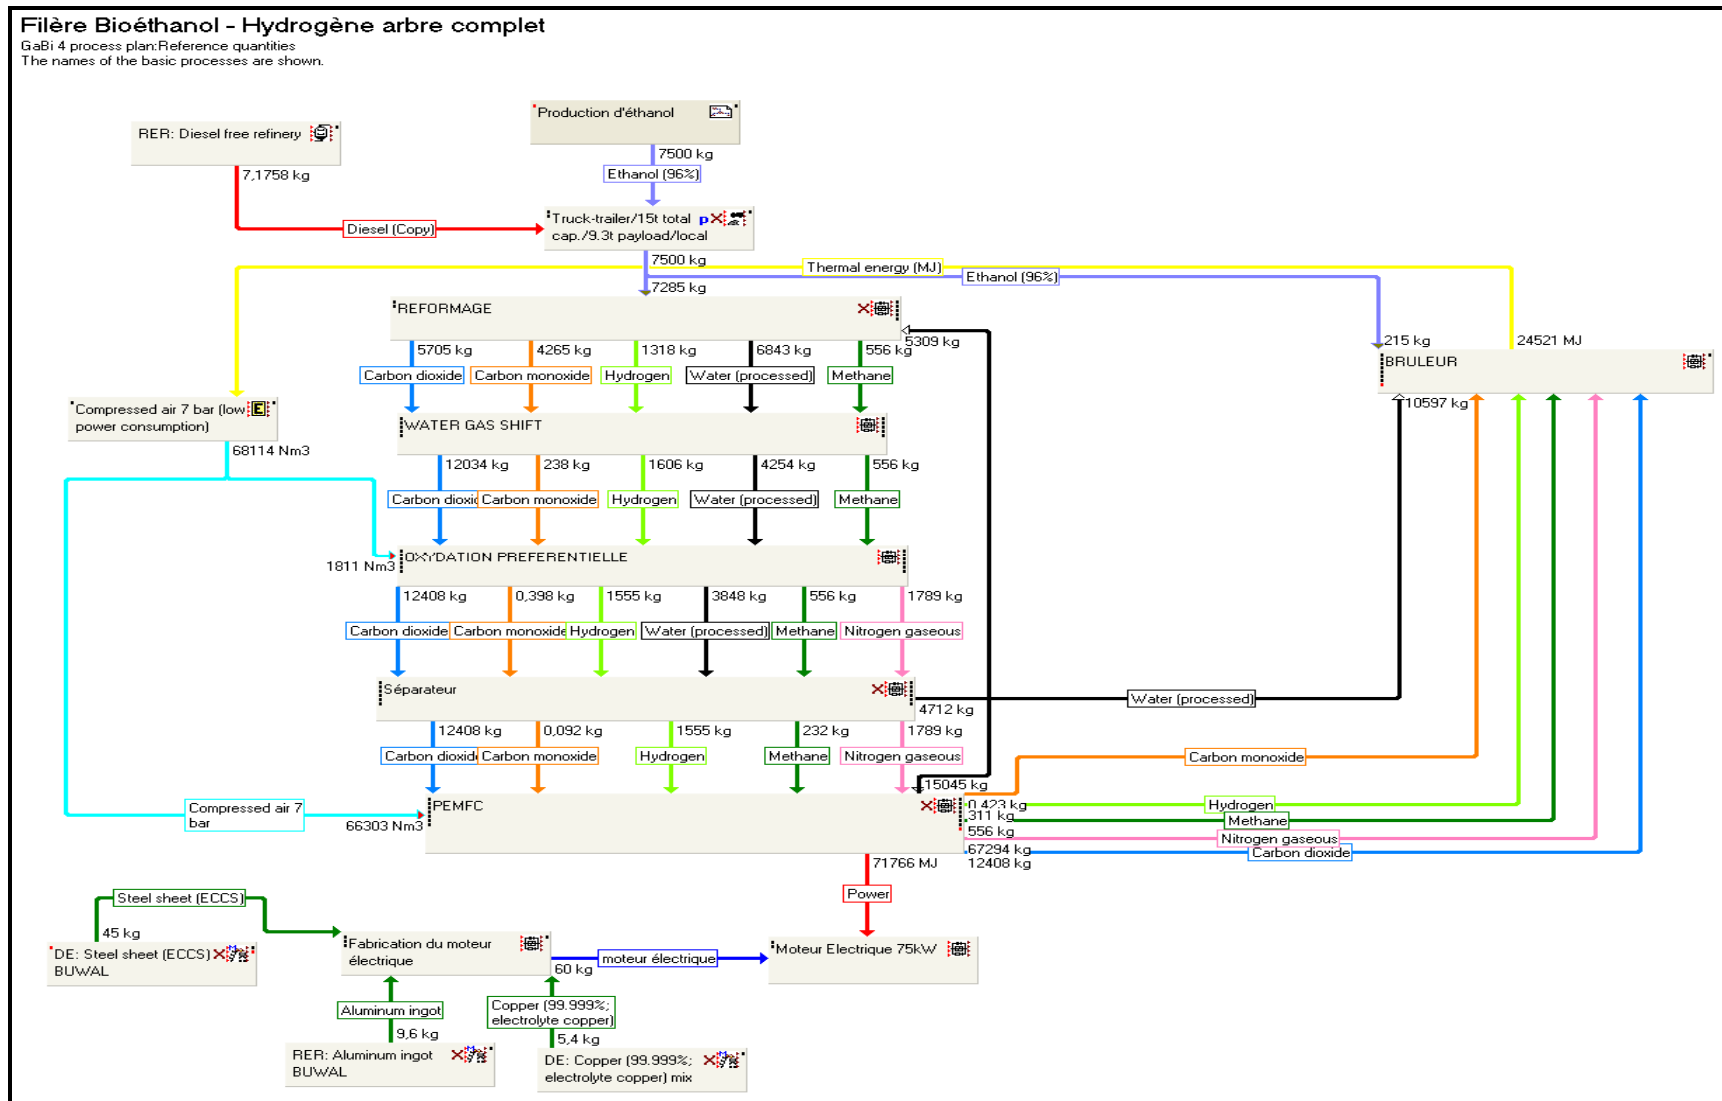 Filère Bioéthanol - Hydrogène arbre complet
GaBi 4 process plan:Reference quantities
The names of the basic processes are shown.
Production d'éthanol
RER: Diesel free refinery
7500 kg
7,1758 kg
Ethanol (96%)
Truck-trailer/15t total
cap./9.3t payload/local
p
Diesel (Copy)
7500 kg
Thermal energy (MJ)
Ethanol (96%)
7285 kg
REFORMAGE
5309 kg
215 kg
24521 MJ
5705 kg
4265 kg
1318 kg
6843 kg
556 kg
BRULEUR
Carbon dioxide
Carbon monoxide
Hydrogen
Water (processed)
Methane
10597 kg
Compressed air 7 bar (low
power consumption)
E
WATER GAS SHIFT
68114 Nm3
12034 kg
238 kg
1606 kg
4254 kg
556 kg
Carbon dioxid
Carbon monoxide
Hydrogen
Water (processed)
Methane
OXYDATION PREFERENTIELLE
1811 Nm3
12408 kg
0,398 kg
1555 kg
3848 kg
556 kg
1789 kg
Carbon dioxide
Carbon monoxide
Hydrogen
Water (processed)
Methane
Nitrogen gaseous
Séparateur
4712 kg
Water (processed)
12408 kg
0,092 kg
1555 kg
232 kg
1789 kg
Carbon dioxid
Carbon monoxide
Hydrogen
Methane
Nitrogen gaseous
Carbon monoxide
15045 kg
Compressed air 7
bar
66303 Nm3
PEMFC
0,423 kg
Hydrogen
311 kg
Methane
556 kg
Nitrogen gaseous
67294 kg
Carbon dioxide
12408 kg
71766 MJ
Power
Steel sheet (ECCS)
45 kg
DE: Steel sheet (ECCS)
BUWAL
Fabrication du moteur
électrique
60 kg
moteur électrique
Moteur Electrique 75kW
Aluminum ingot
Copper (99.999%;
electrolyte copper)
9,6 kg
5,4 kg
RER: Aluminum ingot
BUWAL
DE: Copper (99.999%;
electrolyte copper) mix